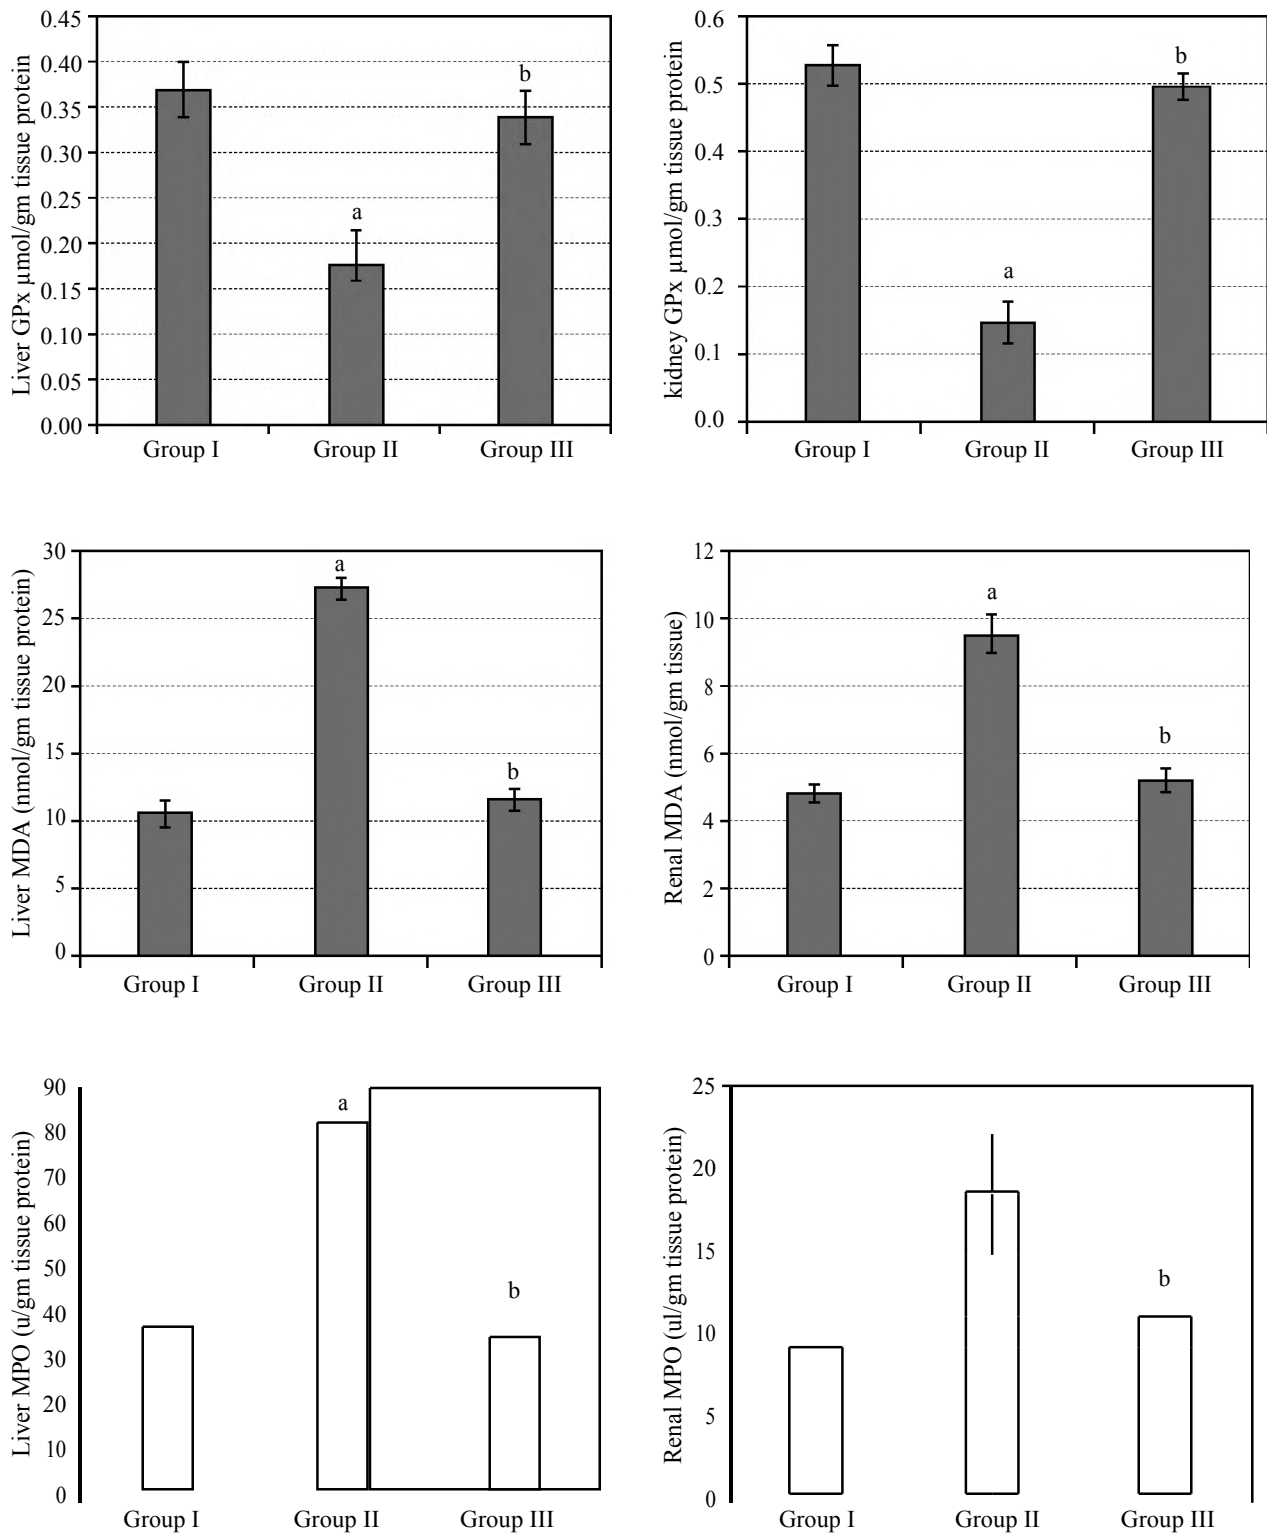 Liver GPx µmol/gm tissue protein
0.45
0.40
0.35
0.30
0.25
0.20
0.15
0.10
0.05
0.00
a
b
Group I
Group II
Group III
kidney GPx µmol/gm tissue protein
0.6
0.5
0.4
0.3
0.2
0.1
0.0
a
b
Group I
Group II
Group III
Liver MDA (nmol/gm tissue protein)
30
25
20
15
10
5
0
a
b
Group I
Group II
Group III
Renal MDA (nmol/gm tissue)
12
10
8
6
4
2
0
a
b
Group I
Group II
Group III
Liver MPO (u/gm tissue protein)
90
80
70
60
50
40
30
20
10
0
a
b
Group I
Group II
Group III
Renal MPO (ul/gm tissue protein)
25
20
15
10
5
0
b
Group I
Group II
Group III